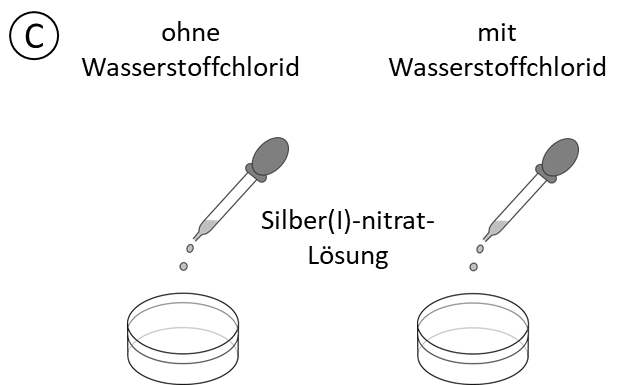 C
ohne
Wasserstoffchlorid
mit
Wasserstoffchlorid
Silber(I)-nitrat-
Lösung